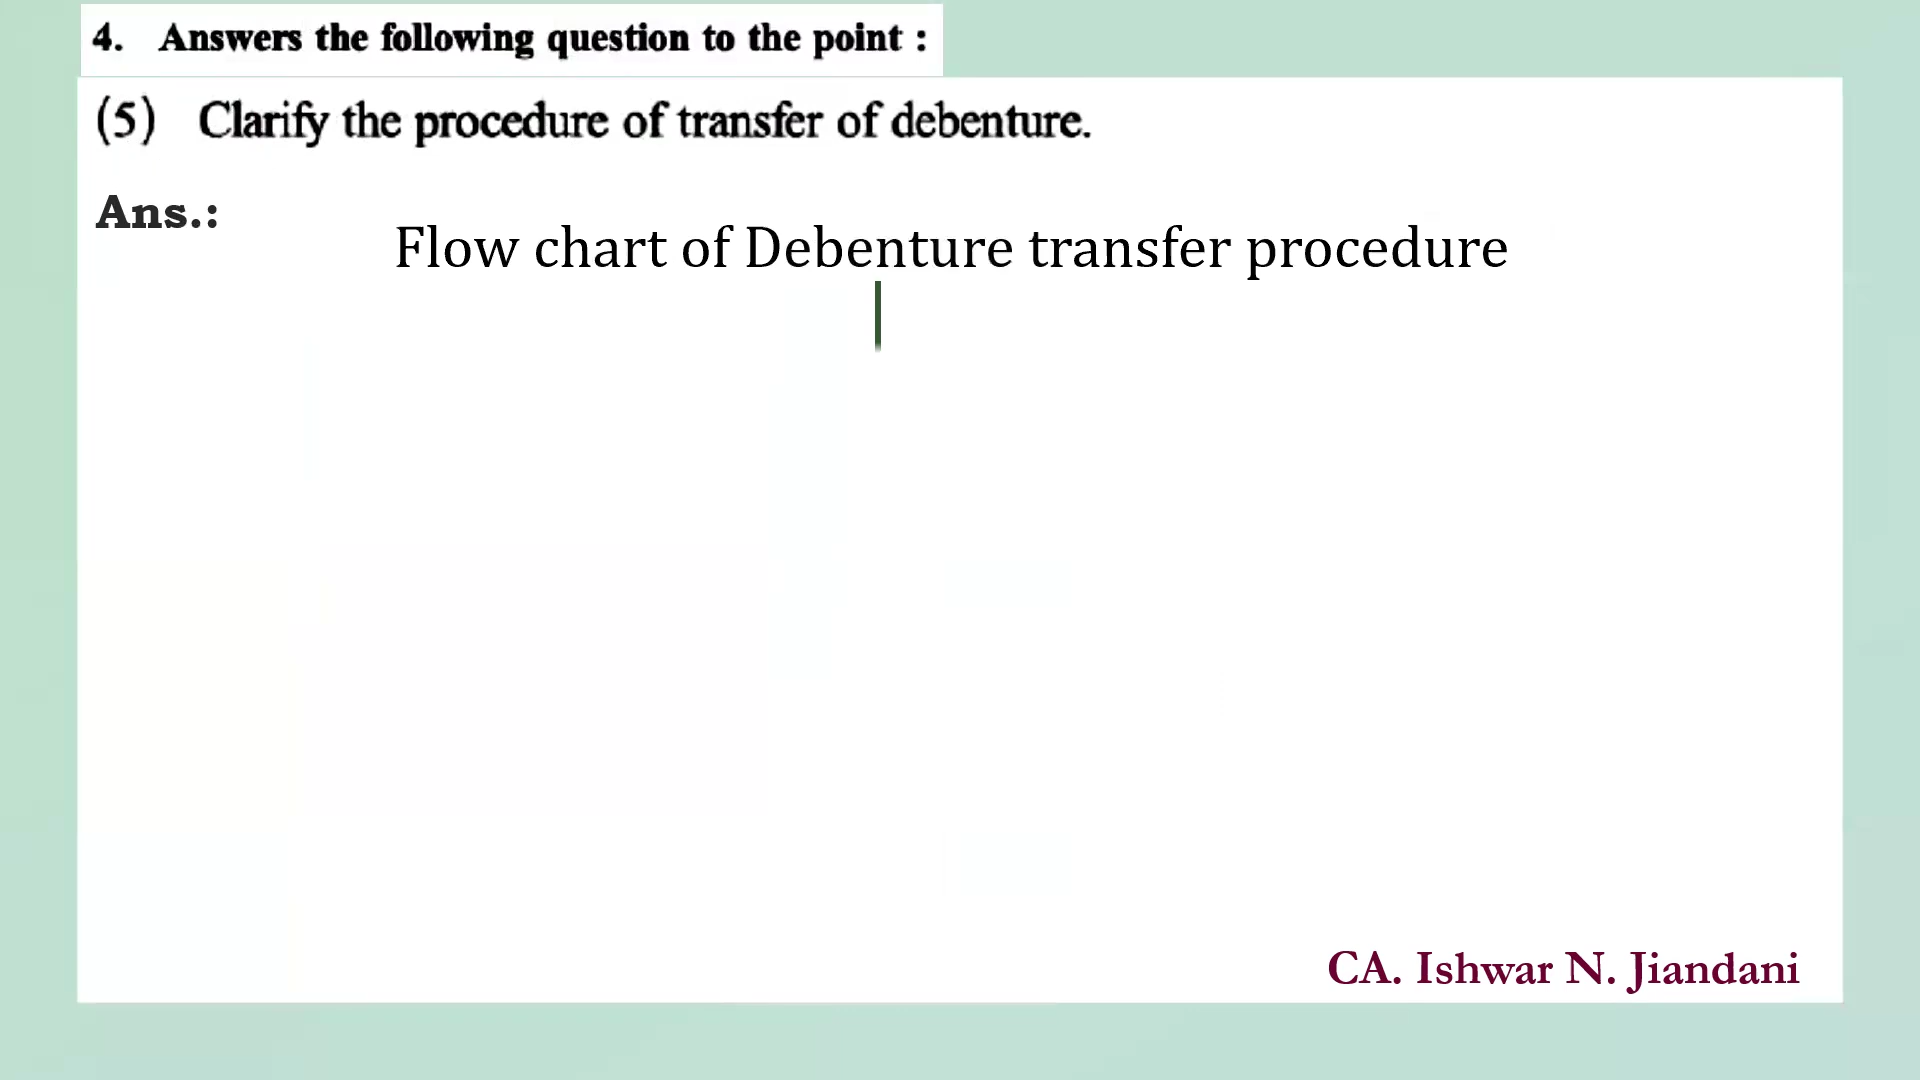 4. Answers the following question to the point :
(5) Clarify the procedure of transfer of debenture.
Ans.:
Flow chart of Debenture transfer procedure
CA. Ishwar N. Jiandani